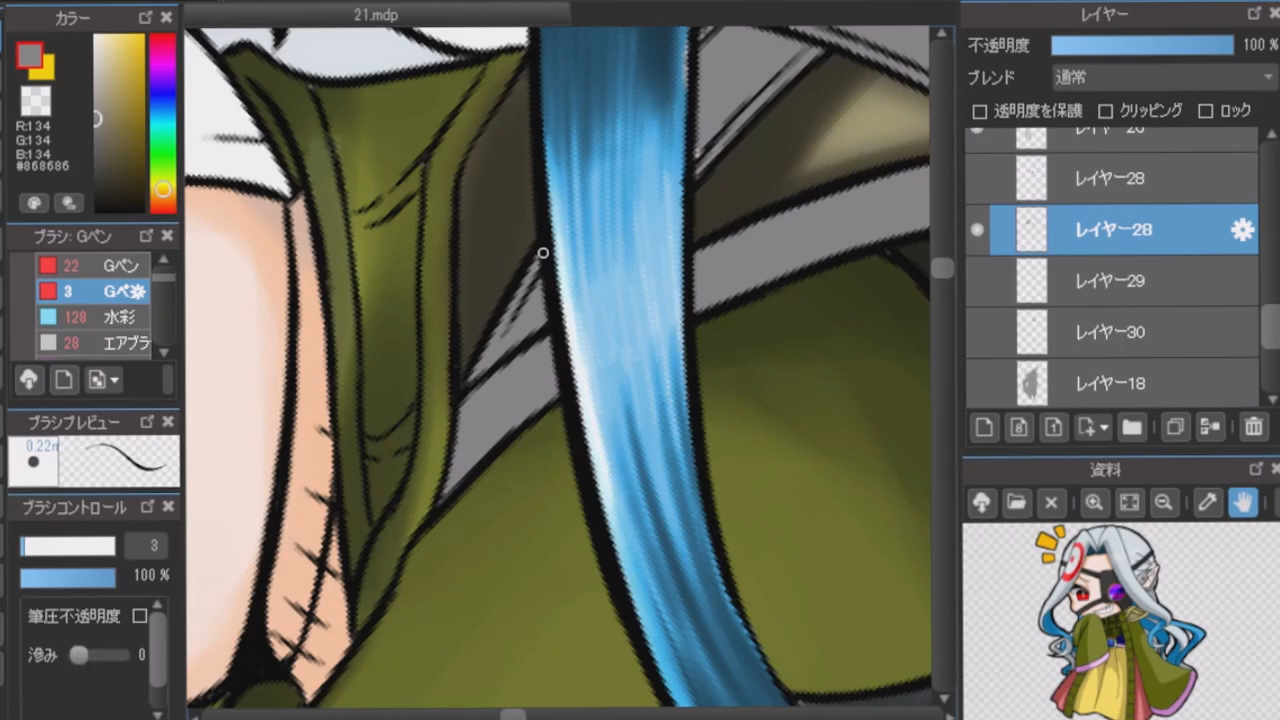 カラー
R:134
G:134
B:134
#868686
ブラシ: Gペン
22 Gペン
3 Gペ
128 水彩
28 エアブラ
ブラシプレビュー
ブラシコントロール
3
100 %
筆圧不透明度
滲み 0
21.mdp
レイヤー
不透明度 100 %
ブレンド 通常
透明度を保護 クリッピング ロック
レイヤー28
レイヤー28
レイヤー29
レイヤー30
レイヤー18
資料